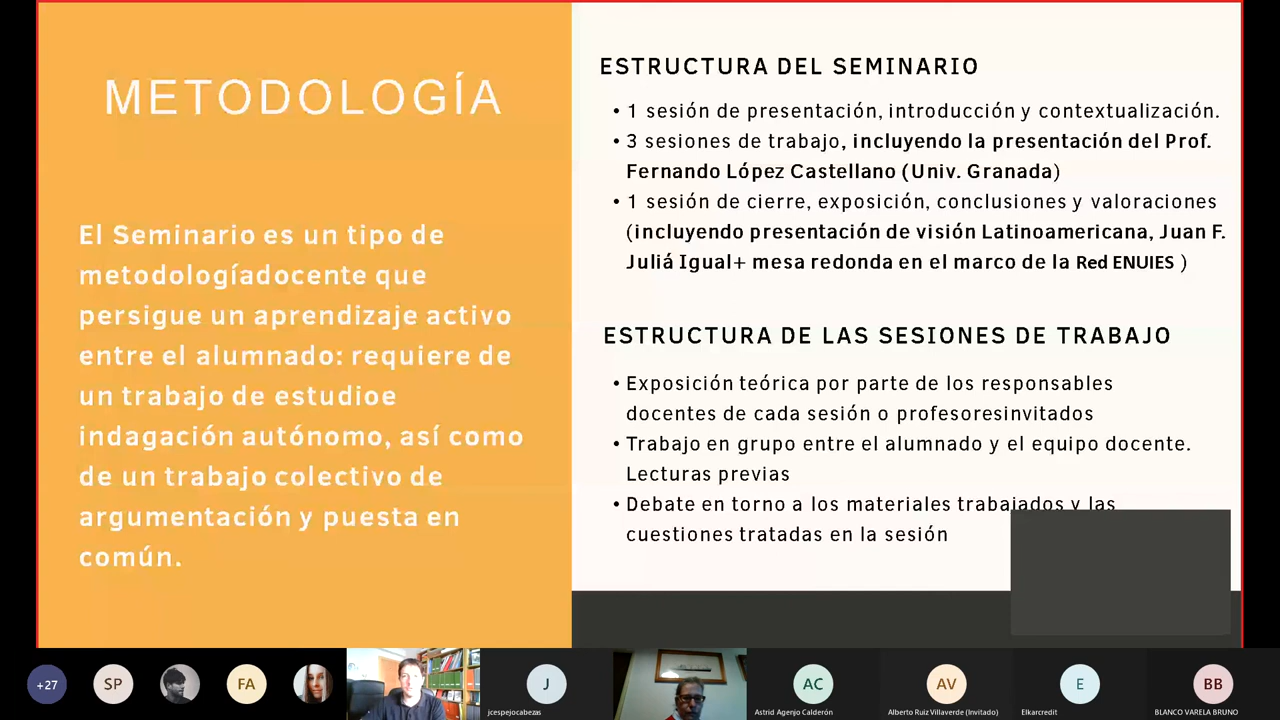 METODOLOGÍA
El Seminario es un tipo de
metodologíadocente que
persigue un aprendizaje activo
entre el alumnado: requiere de
un trabajo de estudioe
indagación autónomo, así como
de un trabajo colectivo de
argumentación y puesta en
común.
ESTRUCTURA DEL SEMINARIO
• 1 sesión de presentación, introducción y contextualización.
• 3 sesiones de trabajo, incluyendo la presentación del Prof.
Fernando López Castellano (Univ. Granada)
• 1 sesión de cierre, exposición, conclusiones y valoraciones
(incluyendo presentación de visión Latinoamericana, Juan F.
Juliá Igual+ mesa redonda en el marco de la Red ENUIES )
ESTRUCTURA DE LAS SESIONES DE TRABAJO
• Exposición teórica por parte de los responsables
docentes de cada sesión o profesoresinvitados
• Trabajo en grupo entre el alumnado y el equipo docente.
Lecturas previas
• Debate en torno a los materiales trabajados y las
cuestiones tratadas en la sesión
+27
SP
FA
J
AC
AV
E
BB
jcespejocabezas
Astrid Agenjo Calderón
Alberto Ruiz Villaverde (Invitado)
Elkarcredit
BLANCO VARELA BRUNO